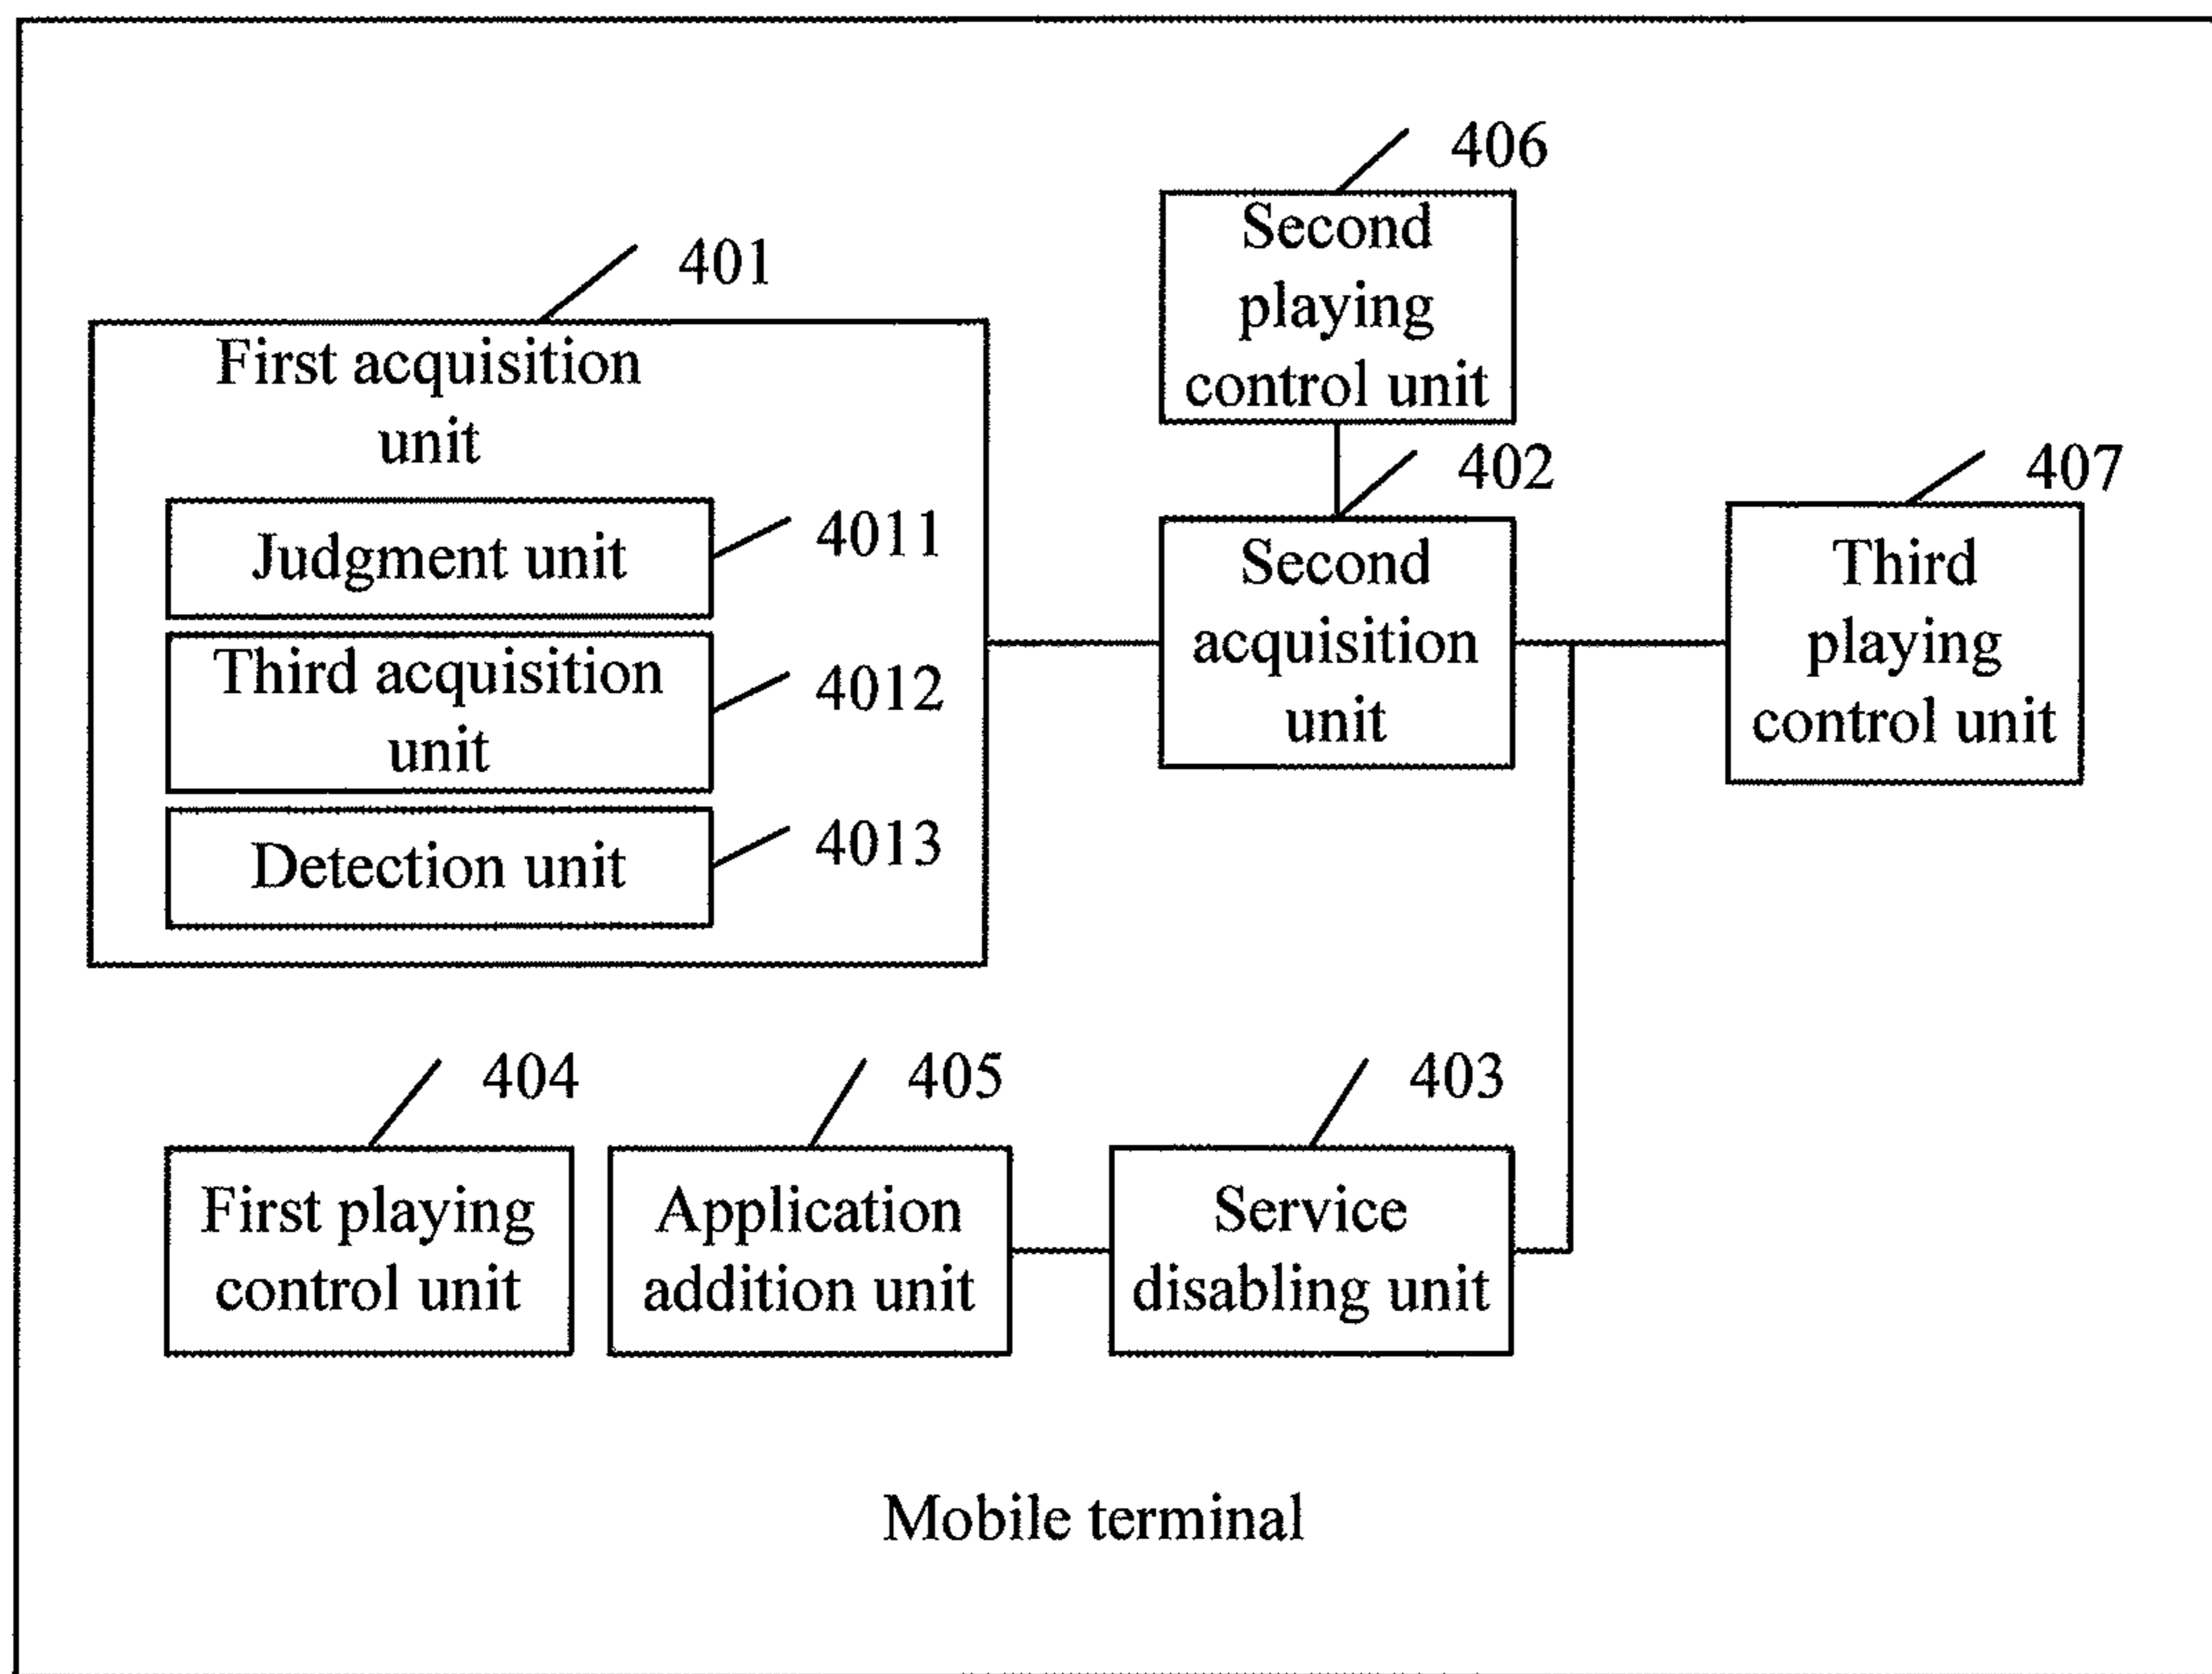 406
Second
playing
control unit
401
First acquisition
unit
Judgment unit
4011
Third acquisition
unit
4012
Detection unit
4013
402
Second
acquisition
unit
407
Third
playing
control unit
404
First playing
control unit
405
Application
addition unit
403
Service
disabling unit
Mobile terminal